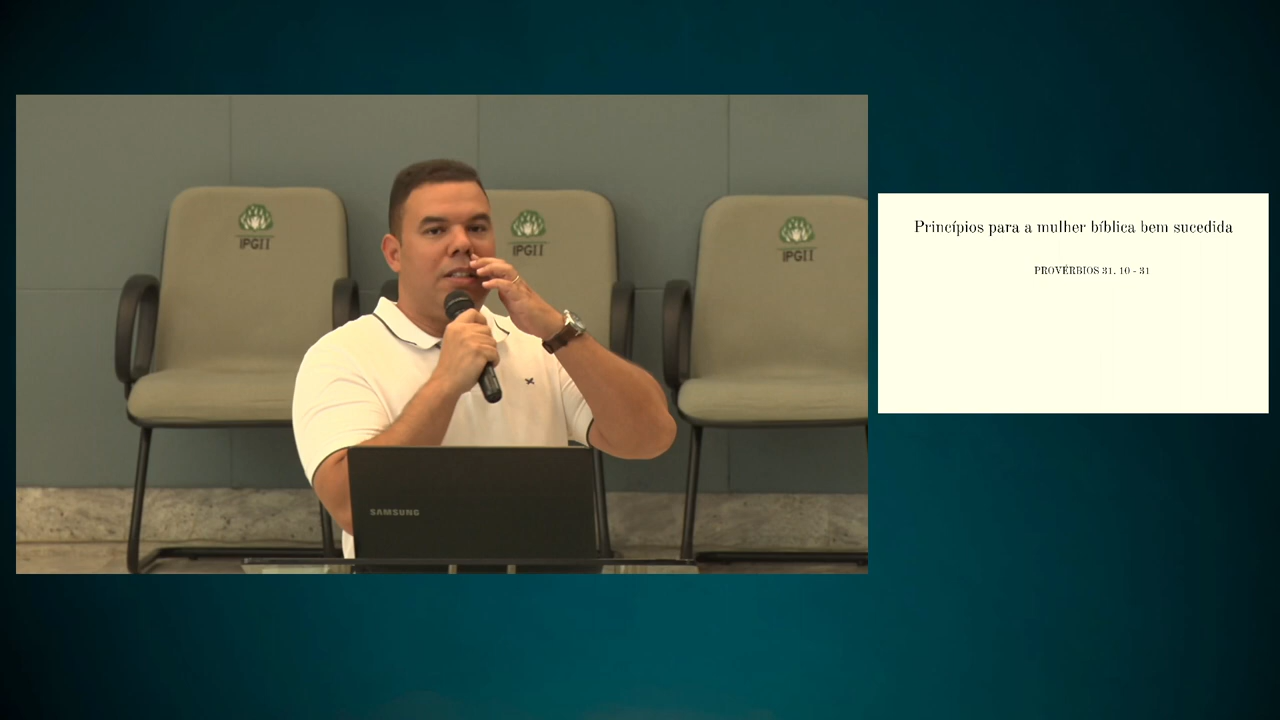 IPGII
IPGII
IPGII
SAMSUNG
Princípios para a mulher bíblica bem sucedida
PROVÉRBIOS 31. 10 - 31